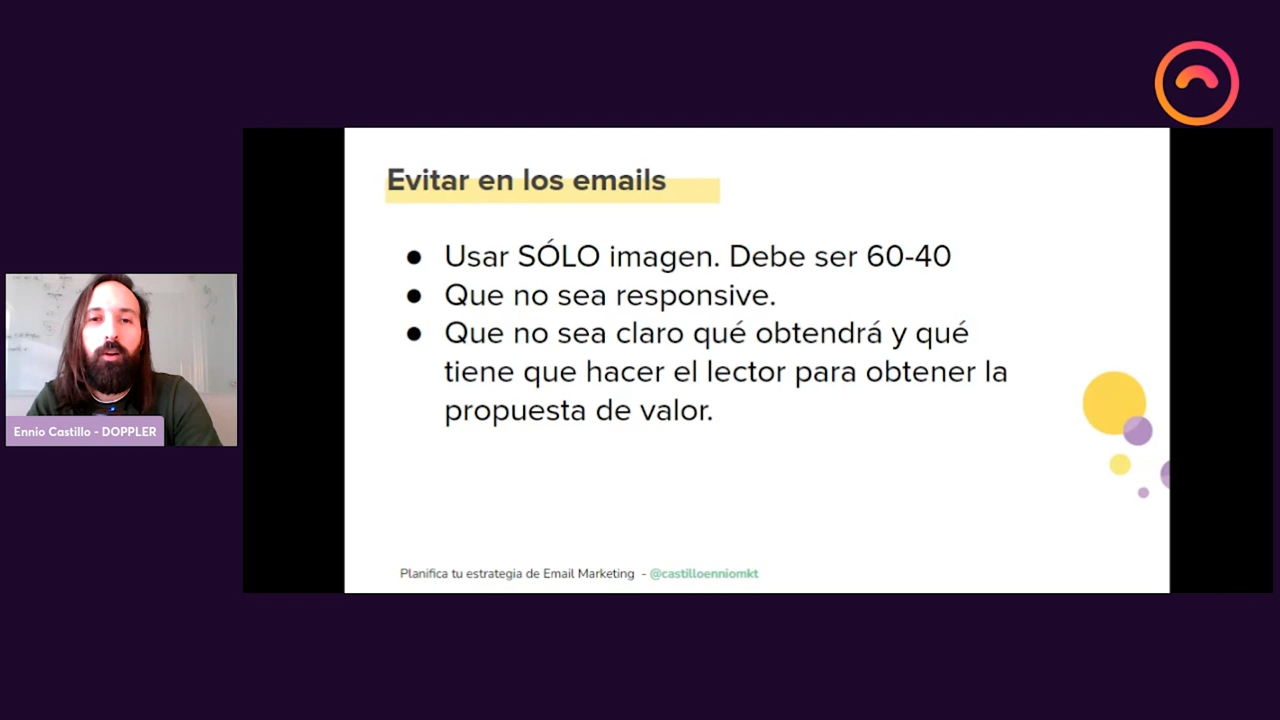 Evitar en los emails
● Usar SÓLO imagen. Debe ser 60-40
● Que no sea responsive.
● Que no sea claro qué obtendrá y qué
tiene que hacer el lector para obtener la
propuesta de valor.
Ennio Castillo - DOPPLER
Planifica tu estrategia de Email Marketing - @castilloenniomkt